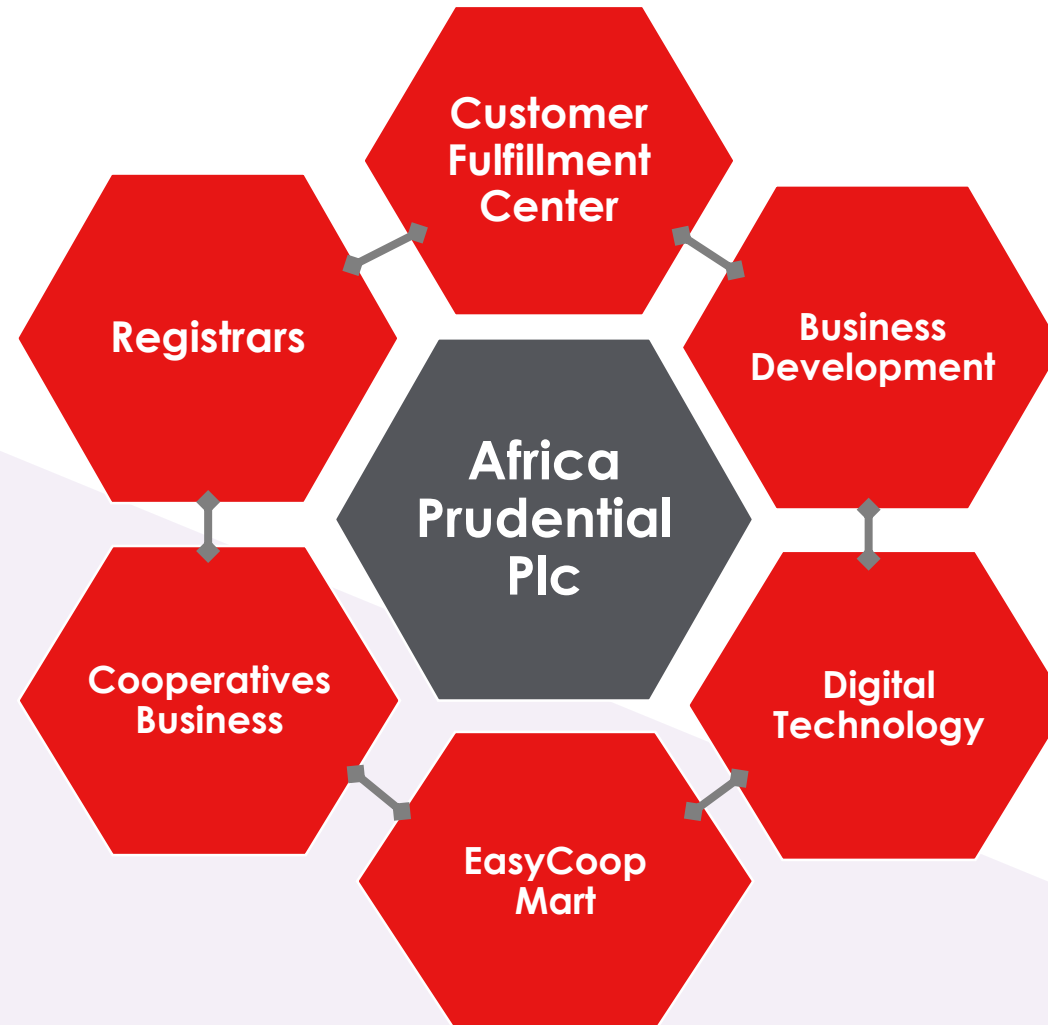 Customer
Fulfillment
Center
Registrars
Business
Development
Africa
Prudential
Plc
Cooperatives
Business
Digital
Technology
EasyCoop
Mart